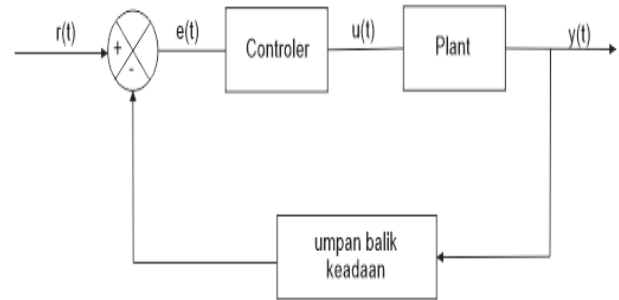 r(t)
+
-
e(t)
Controler
u(t)
Plant
y(t)
umpan balik
keadaan